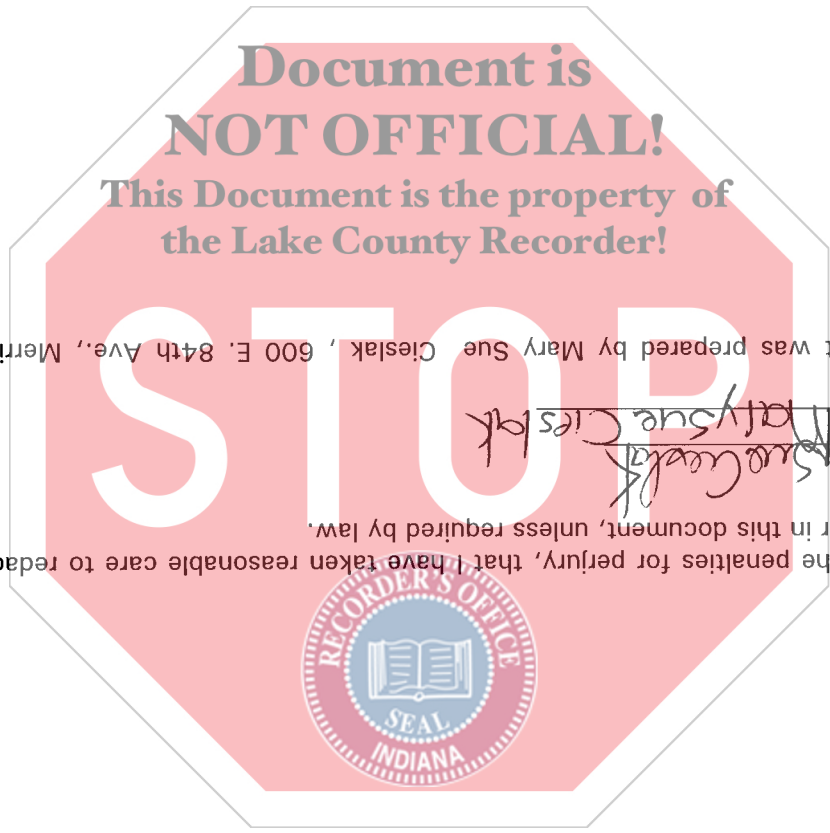 Document is
NOT OFFICIAL!
This Document is the property of
the Lake County Recorder!
STOP
he penalties for perjury, that I have taken reasonable care to redac
r in this document, unless required by law.
Sue Cieslak
Mary Sue Cieslak
t was prepared by Mary Sue Cieslak , 600 E. 84th Ave., Merri
RECORDER'S OFFICE
SEAL
INDIANA